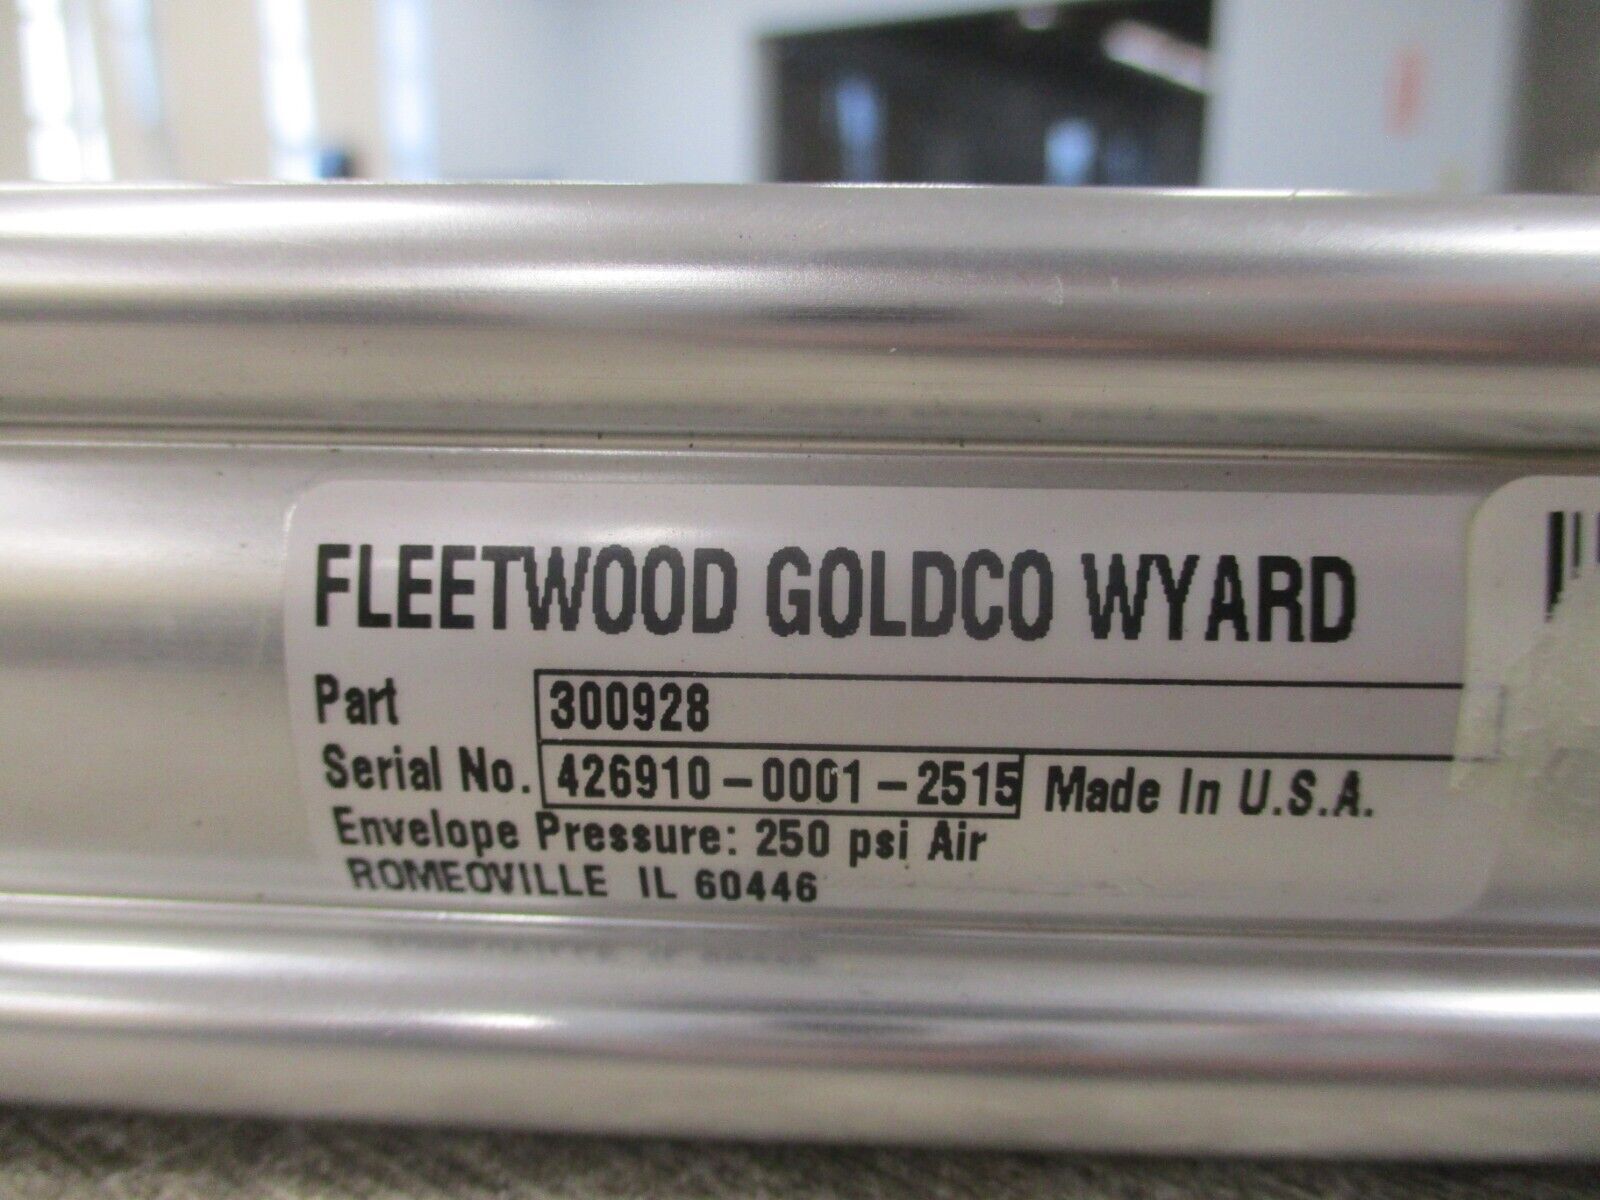 FLEETWOOD GOLDCO WYARD
Part 300928
Serial No. 426910-0001-2515 Made In U.S.A.
Envelope Pressure: 250 psi Air
ROMEOVILLE IL 60446